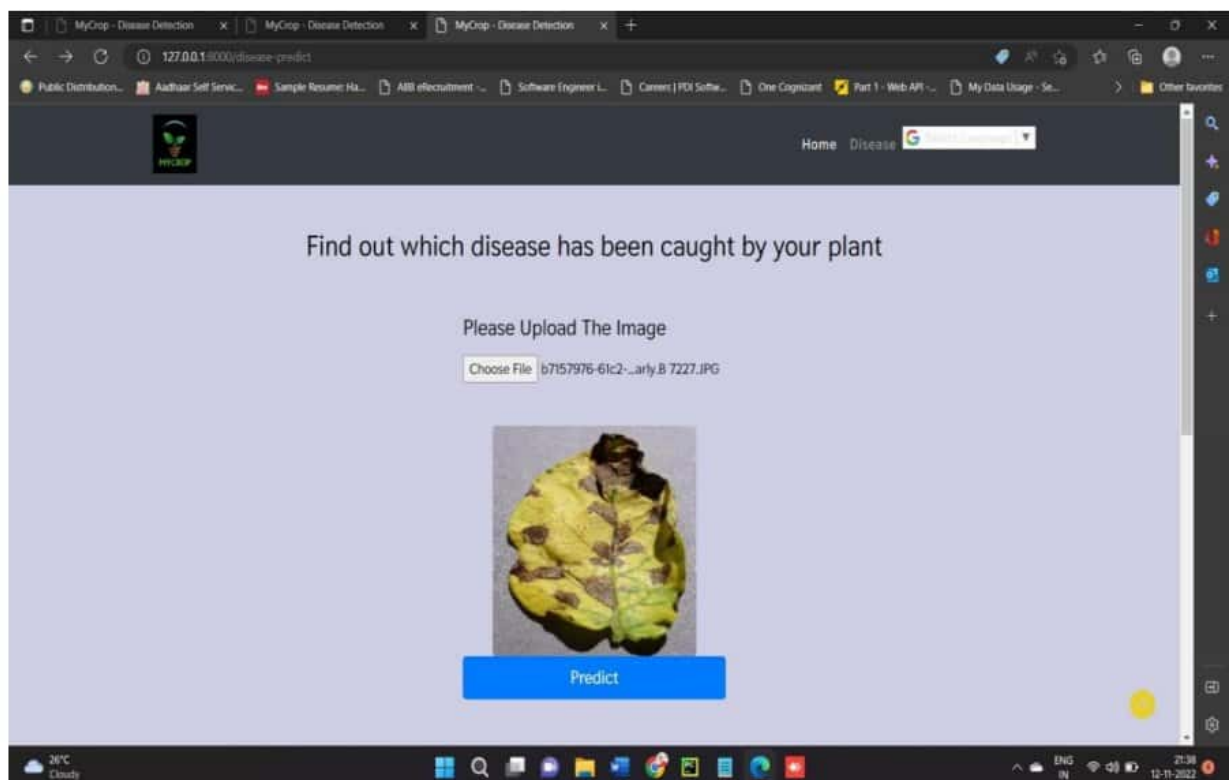 MyCrop - Disease Detection
MyCrop - Disease Detection
MyCrop - Disease Detection
127.0.0.1:8000/disease-predict
Public Distribution...
Aadhaar Self Servic...
Sample Resume: Ha...
ABB eRecruitment -...
Software Engineer i...
Careers | PDI Softw...
One Cognizant
Part 1 - Web API -...
My Data Usage - Se...
Other favorites
MYCROP
Home Disease
Find out which disease has been caught by your plant
Please Upload The Image
Choose File b7157976-61c2-...arly.B 7227.JPG
Predict
26°C
Cloudy
ENG
IN
21:38
12-11-2022